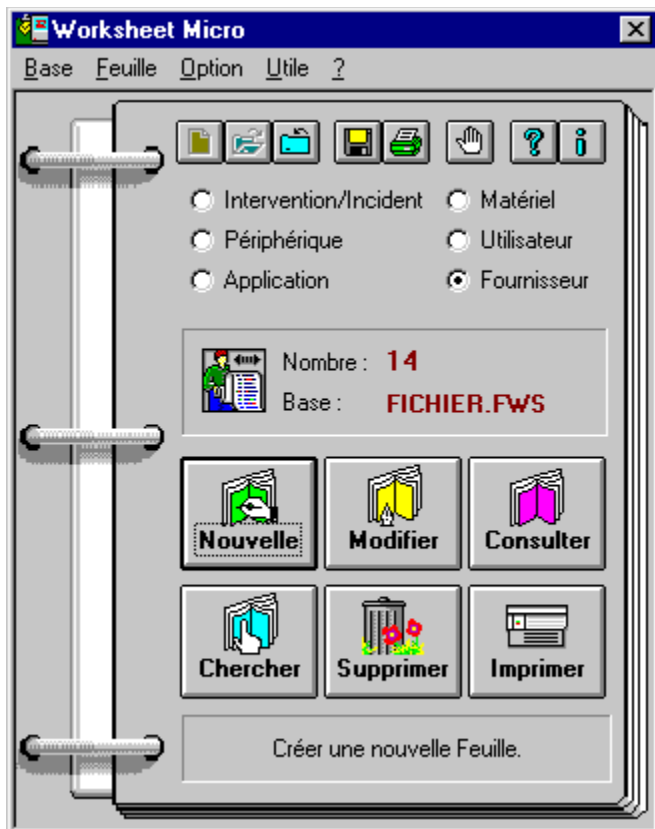 Worksheet Micro
Base Feuille Option Utile ?
Intervention/Incident Matériel
Périphérique Utilisateur
Application Fournisseur
Nombre : 14
Base : FICHIER.FWS
Nouvelle Modifier Consulter
Chercher Supprimer Imprimer
Créer une nouvelle Feuille.